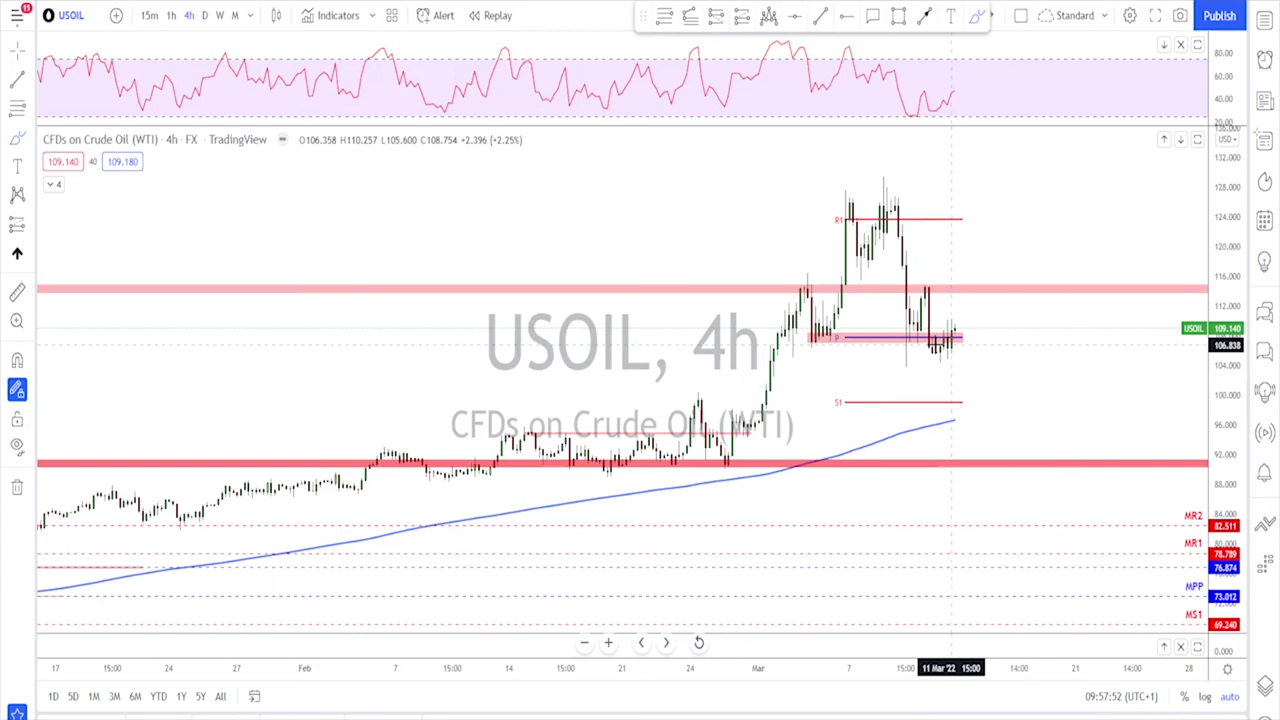 11
USOIL
15m 1h 4h D W M
Indicators
Alert
Replay
Standard
Publish
80.00
60.00
40.00
20.00
CFDs on Crude Oil (WTI) · 4h · FX · TradingView
O106.358 H110.257 L105.600 C108.754 +2.396 (+2.25%)
USD
109.140 40 109.180
4
132.000
128.000
R1
124.000
120.000
116.000
112.000
USOIL, 4h
USOIL 109.140
P
106.838
104.000
S1
100.000
CFDs on Crude Oil (WTI)
96.000
92.000
88.000
84.000
MR2
82.511
80.000
MR1
78.789
76.874
MPP
73.012
MS1
69.240
0.000
17 15:00 24 27 Feb 7 15:00 14 15:00 21 24 Mar 7 15:00 11 Mar '22 15:00 14:00 21 14:00 28
1D 5D 1M 3M 6M YTD 1Y 5Y All
09:57:52 (UTC+1)
% log auto